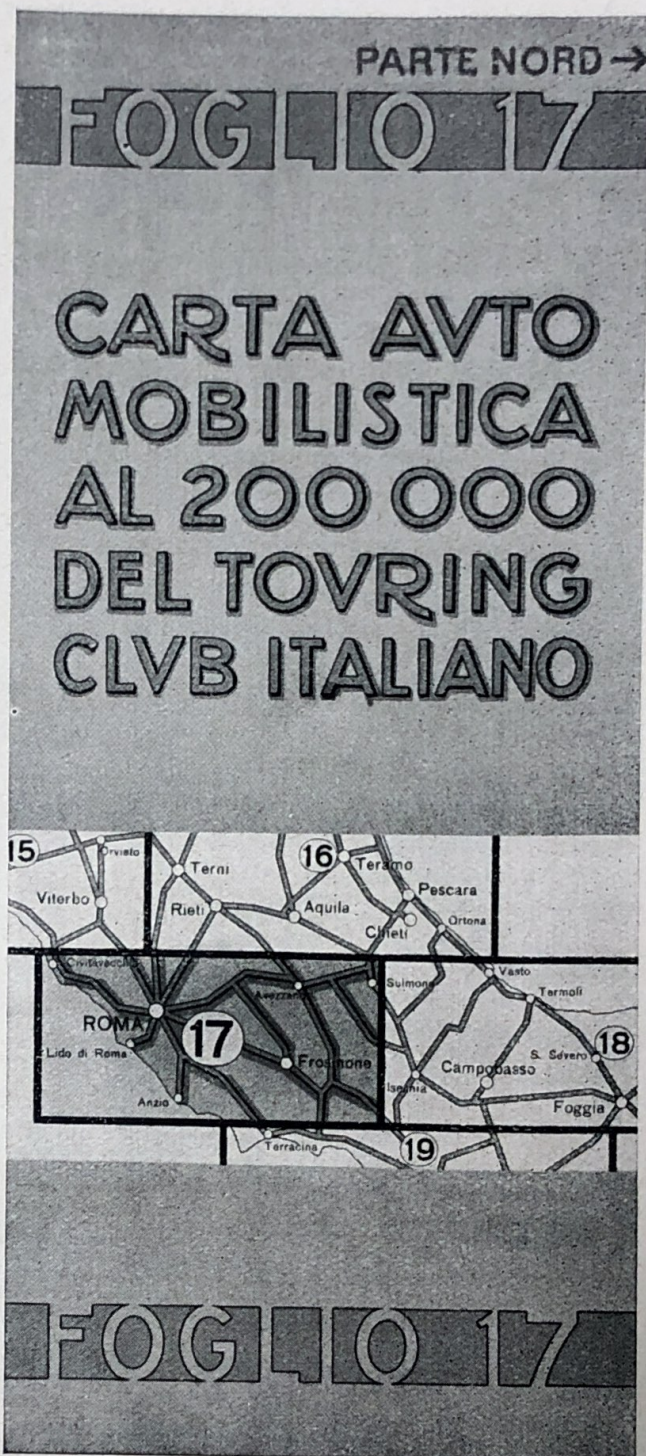 PARTE NORD →
FOGLIO 17
CARTA AVTO
MOBILISTICA
AL 200 000
DEL TOVRING
CLVB ITALIANO
15
Orvieto
Terni
16
Teramo
Viterbo
Rieti
Aquila
Pescara
Chieti
Ortona
Civitavecchia
Avezzano
Sulmona
Vasto
Termoli
ROMA
17
Lido di Roma
Frosinone
Isernia
Campobasso
S. Severo
18
Anzio
Foggia
Terracina
19
FOGLIO 17